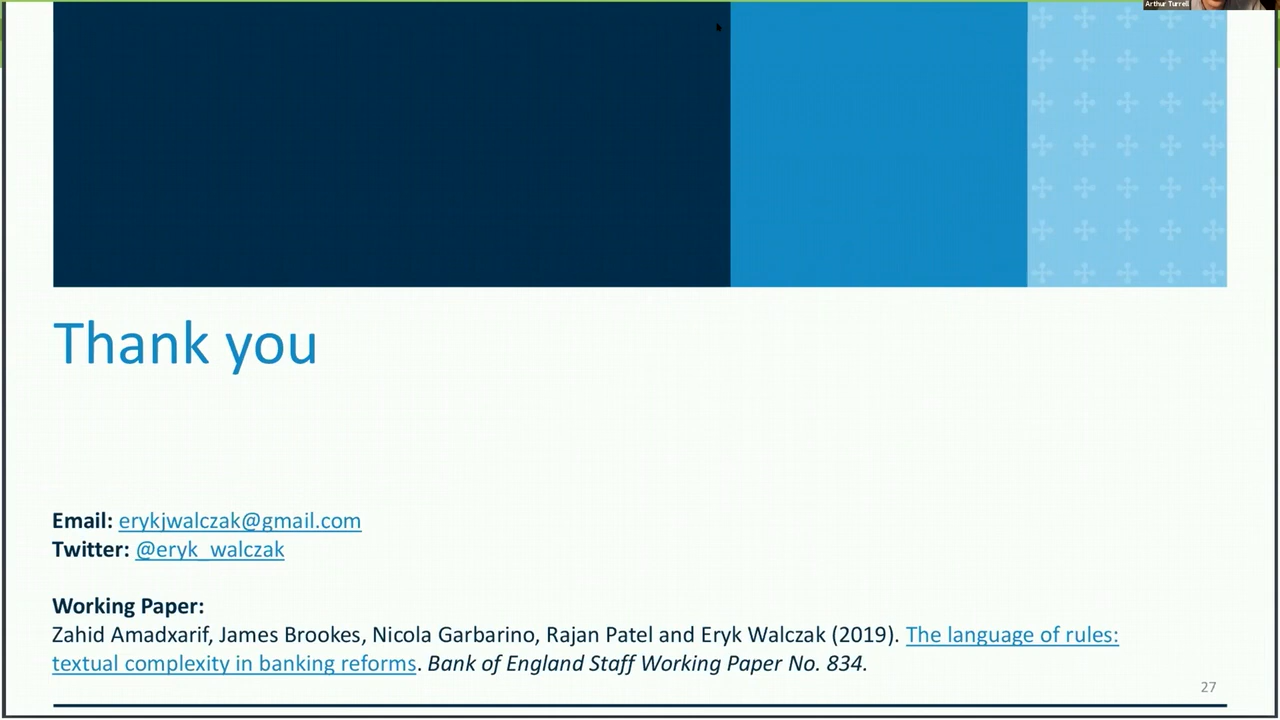 Arthur Turrell
Thank you
Email: erykjwalczak@gmail.com
Twitter: @eryk_walczak
Working Paper:
Zahid Amadxarif, James Brookes, Nicola Garbarino, Rajan Patel and Eryk Walczak (2019). The language of rules:
textual complexity in banking reforms. Bank of England Staff Working Paper No. 834.
27